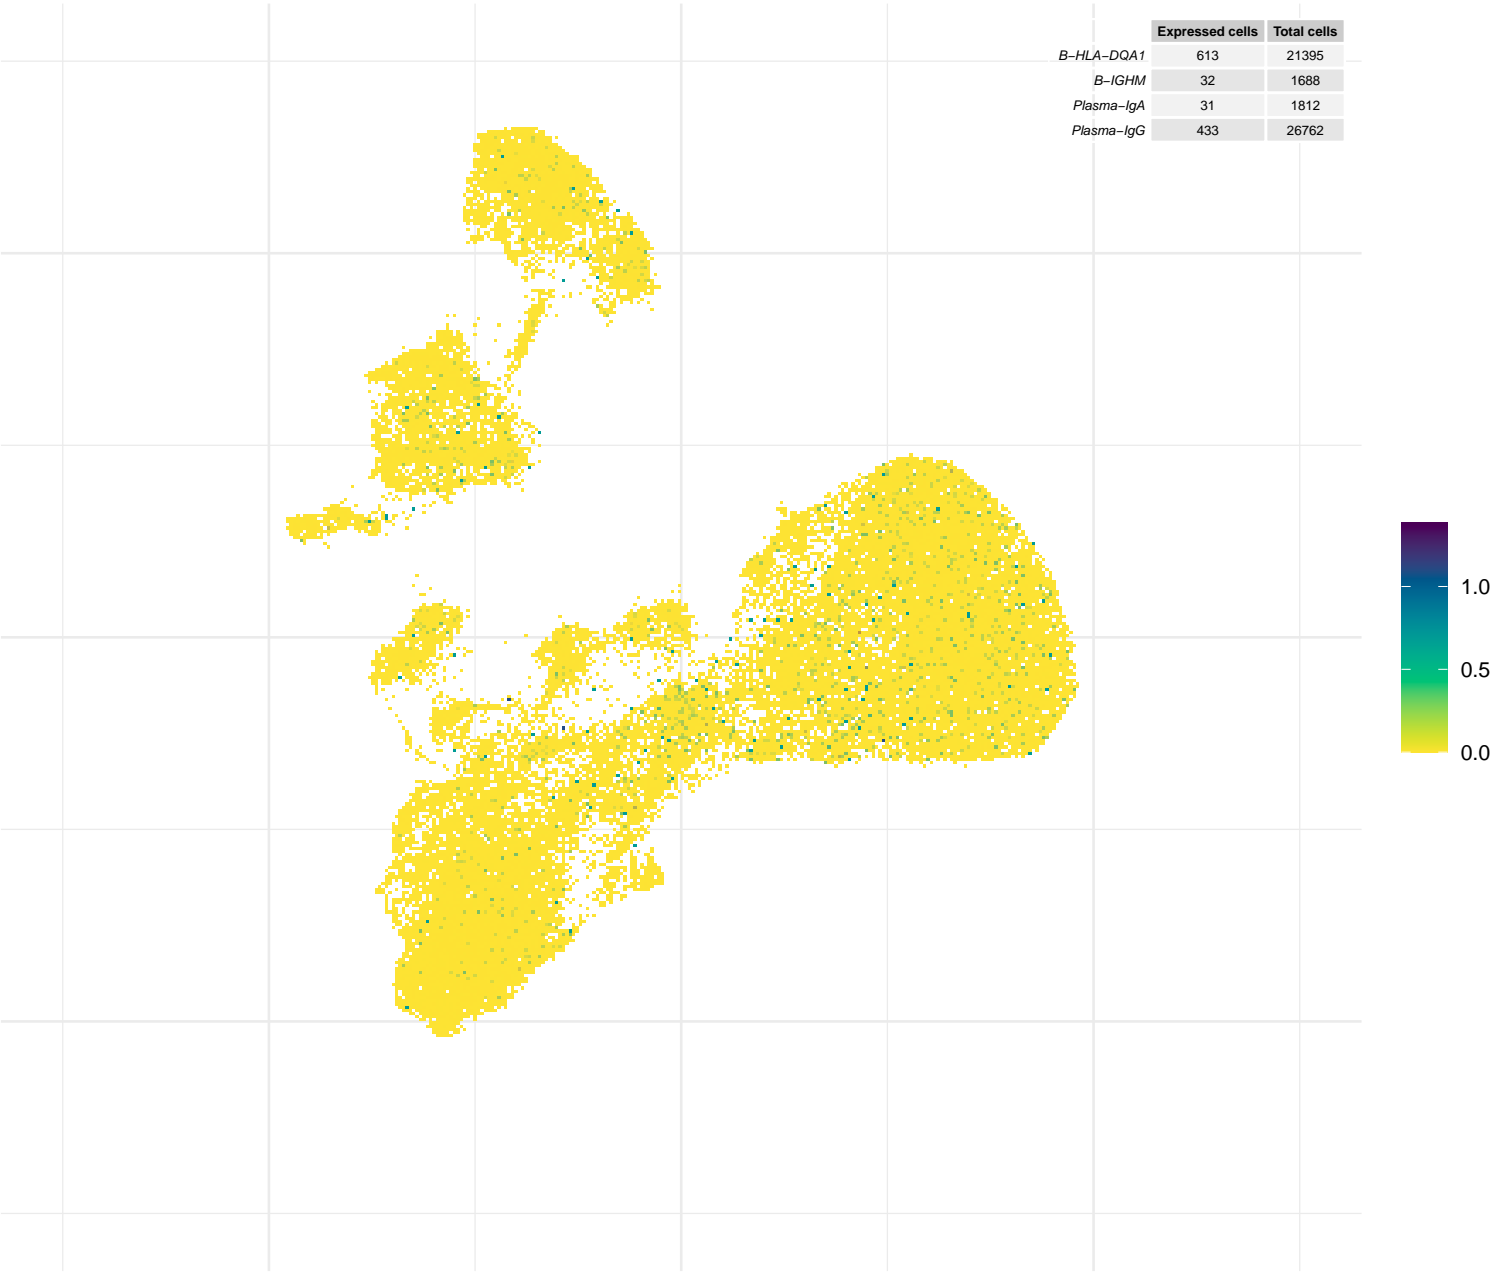 Expressed cells Total cells
B−HLA−DQA1 613 21395
B−IGHM 32 1688
Plasma−IgA 31 1812
Plasma−IgG 433 26762
1.0
0.5
0.0